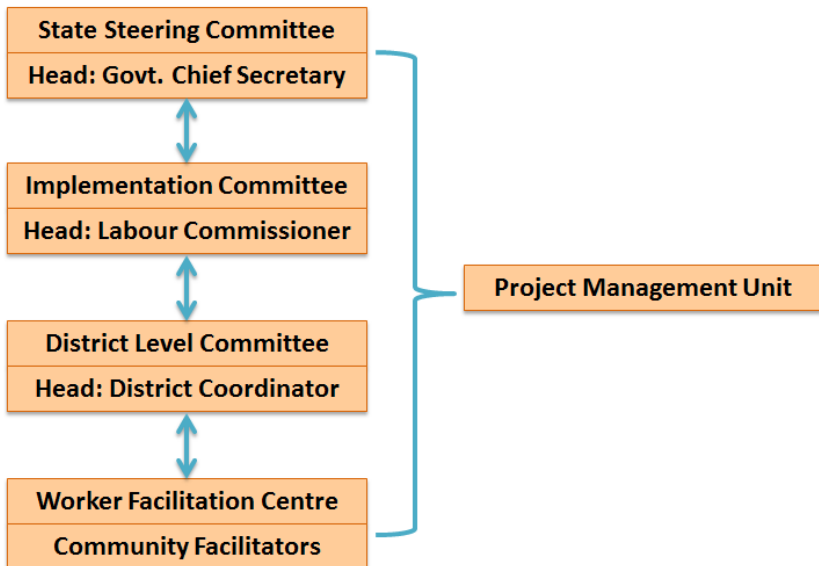 State Steering Committee
Head: Govt. Chief Secretary
Implementation Committee
Head: Labour Commissioner
Project Management Unit
District Level Committee
Head: District Coordinator
Worker Facilitation Centre
Community Facilitators